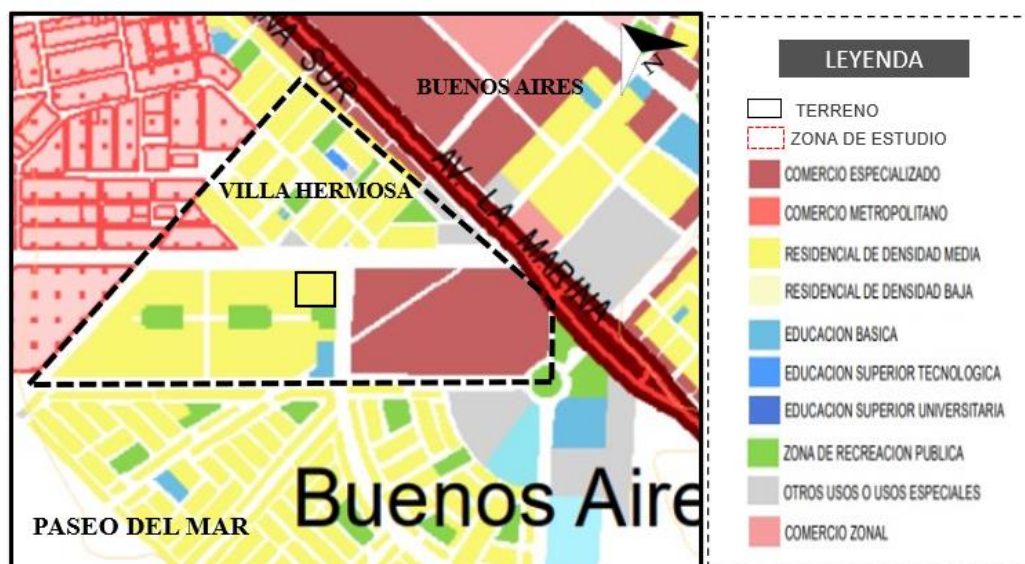 NA SUR
BUENOS AIRES
N
AV. LA MARINA
VILLA HERMOSA
Buenos Aire
PASEO DEL MAR
LEYENDA
TERRENO
ZONA DE ESTUDIO
COMERCIO ESPECIALIZADO
COMERCIO METROPOLITANO
RESIDENCIAL DE DENSIDAD MEDIA
RESIDENCIAL DE DENSIDAD BAJA
EDUCACION BASICA
EDUCACION SUPERIOR TECNOLOGICA
EDUCACION SUPERIOR UNIVERSITARIA
ZONA DE RECREACION PUBLICA
OTROS USOS O USOS ESPECIALES
COMERCIO ZONAL